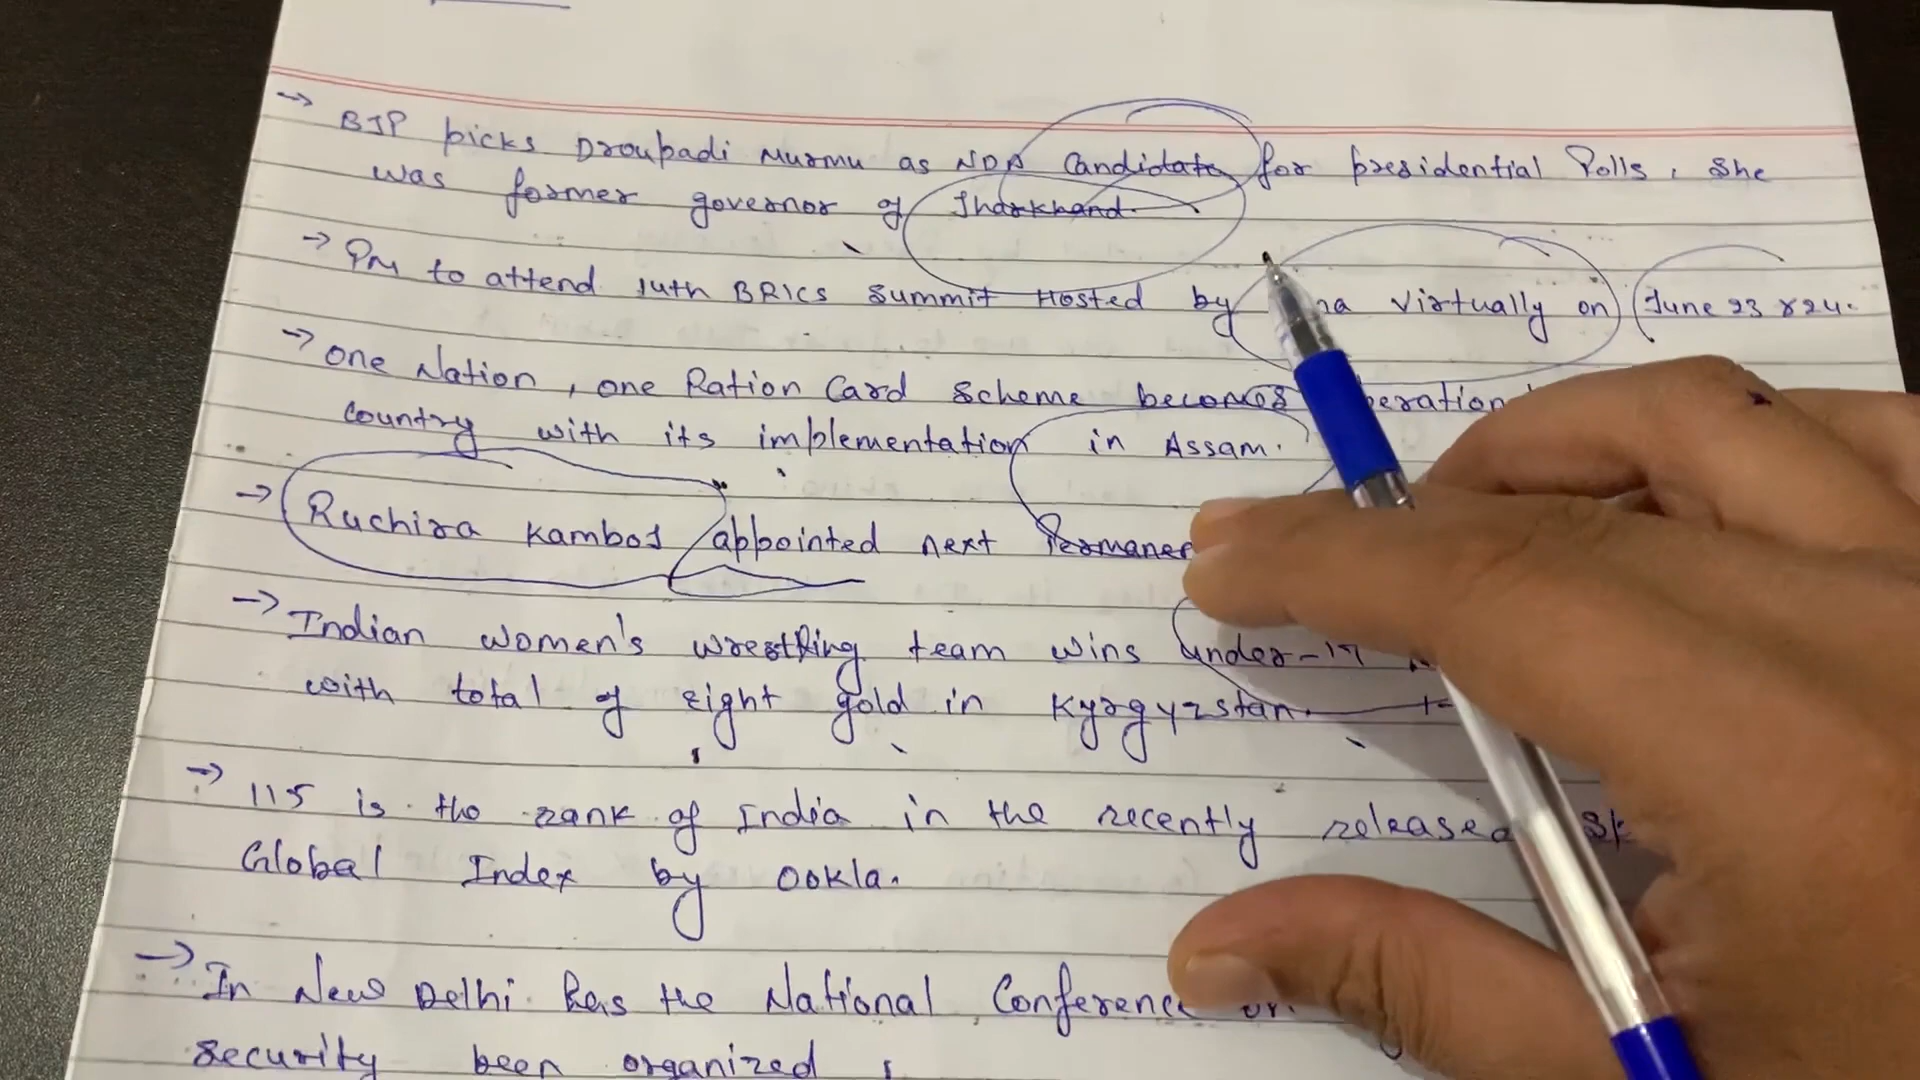 → BJP picks Droupadi Murmu as NDA Candidate for presidential Polls, she
was former governor of Jharkhand.
→ PM to attend 14th BRICS Summit Hosted by virtually on June 23 & 24.
→ One Nation, one Ration Card Scheme becomes
country with its implementation in Assam.
→ Ruchira Kamboj appointed next
→ Indian women's wrestling team wins under-17
with total of eight gold in Kyrgyzstan.
→ 115 is the rank of India in the recently released
Global Index by Ookla.
→ In New Delhi has the National Conference
security been organized